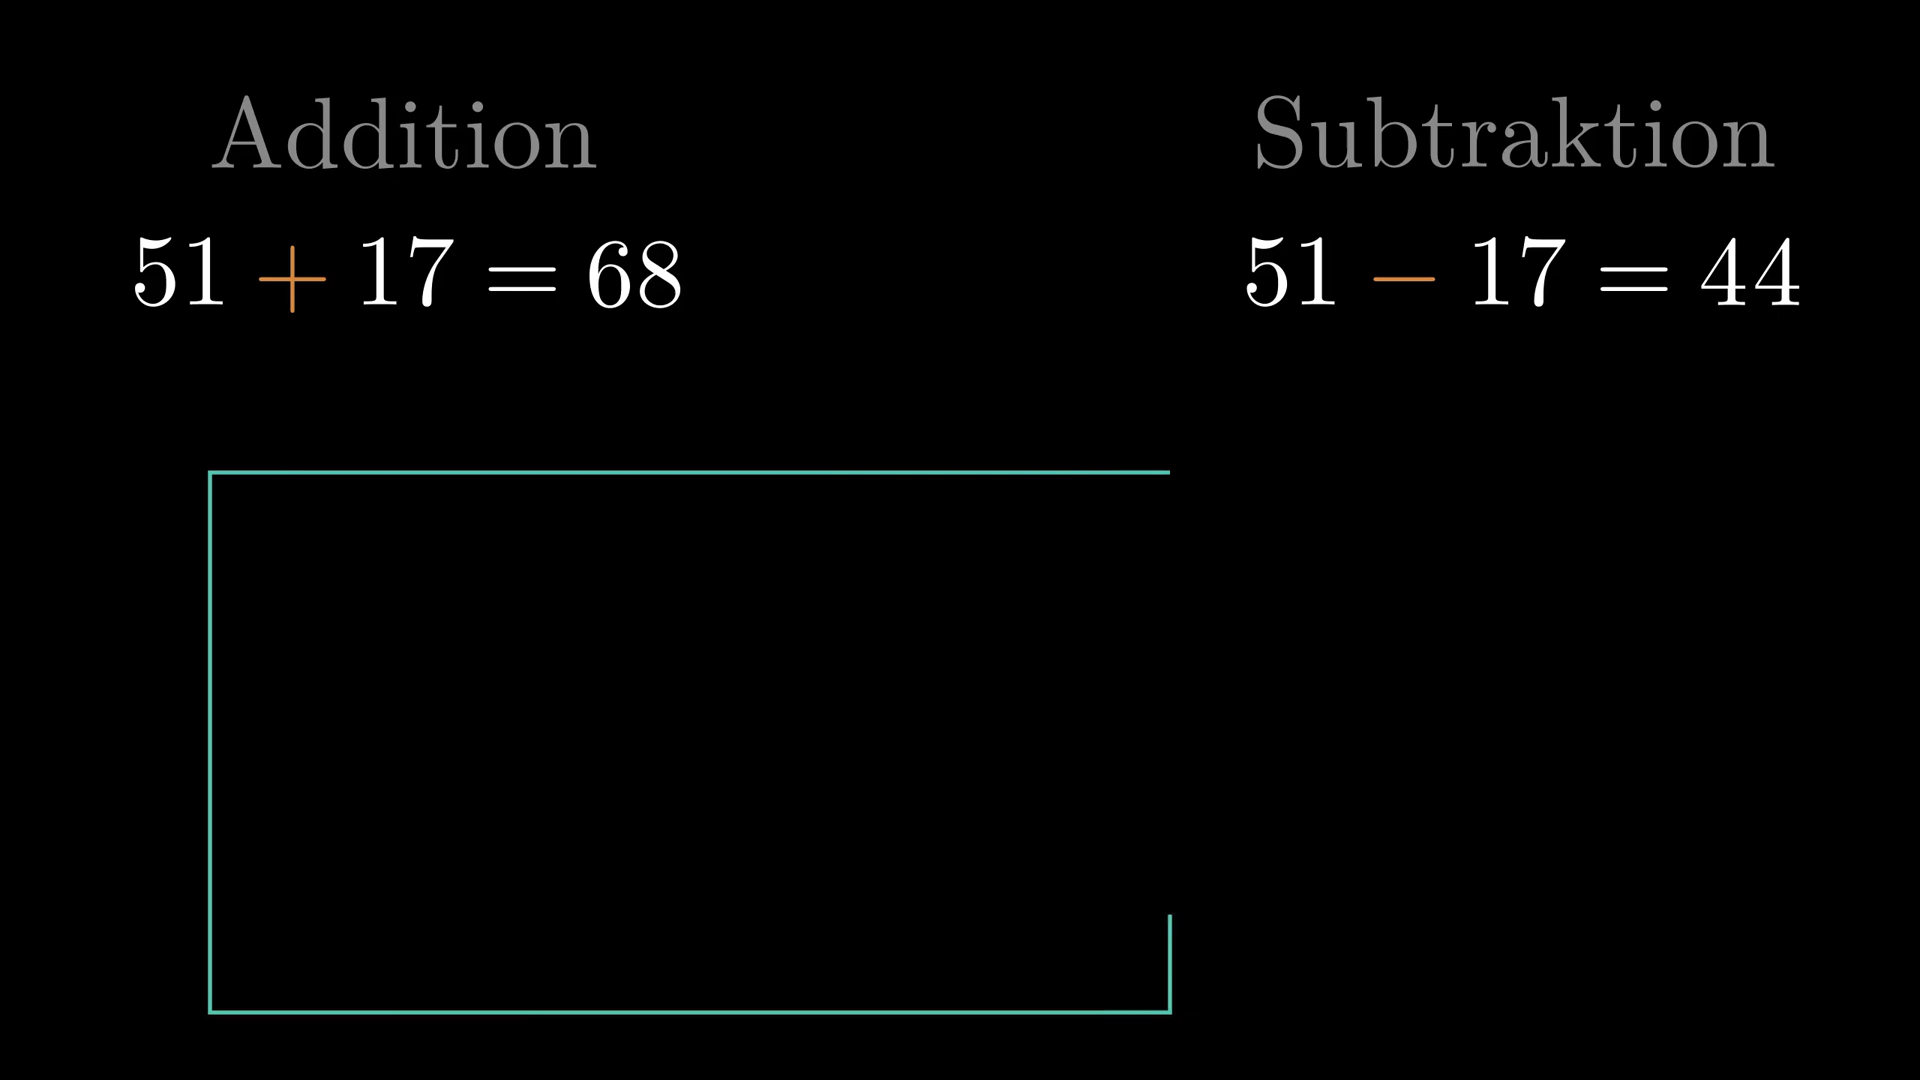 Addition
51 + 17 = 68
Subtraktion
51 − 17 = 44